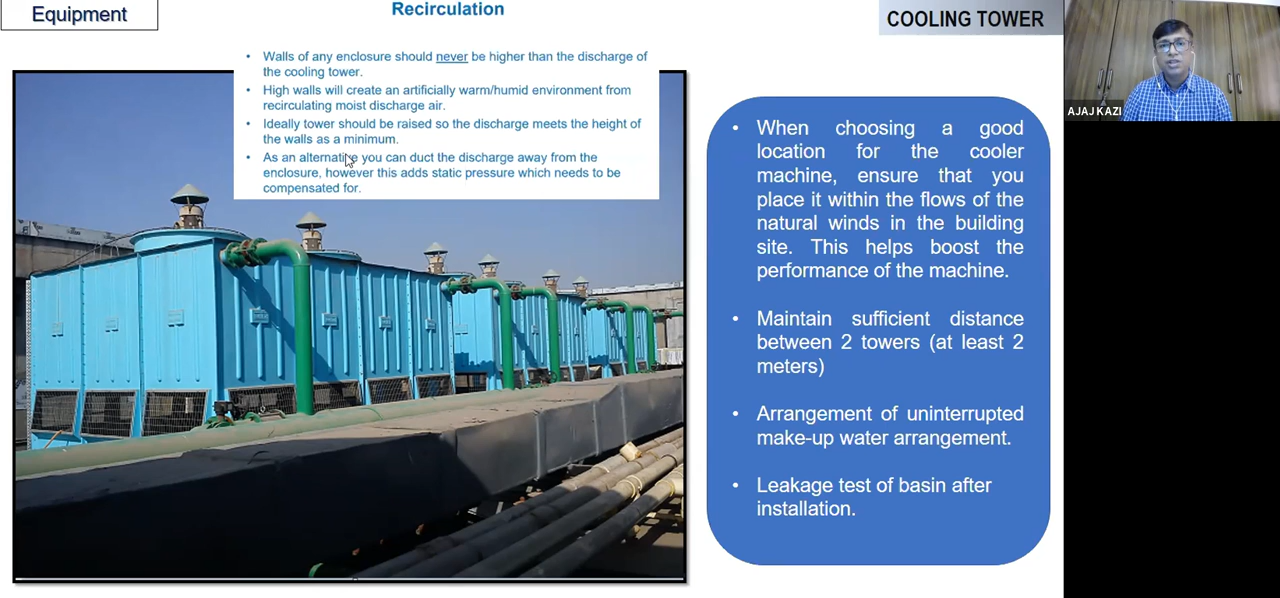 Equipment
Recirculation
COOLING TOWER
AJAJ KAZI
• Walls of any enclosure should never be higher than the discharge of
the cooling tower.
• High walls will create an artificially warm/humid environment from
recirculating moist discharge air.
• Ideally tower should be raised so the discharge meets the height of
the walls as a minimum.
• As an alternative you can duct the discharge away from the
enclosure, however this adds static pressure which needs to be
compensated for.
• When choosing a good
location for the cooler
machine, ensure that you
place it within the flows of the
natural winds in the building
site. This helps boost the
performance of the machine.
• Maintain sufficient distance
between 2 towers (at least 2
meters)
• Arrangement of uninterrupted
make-up water arrangement.
• Leakage test of basin after
installation.